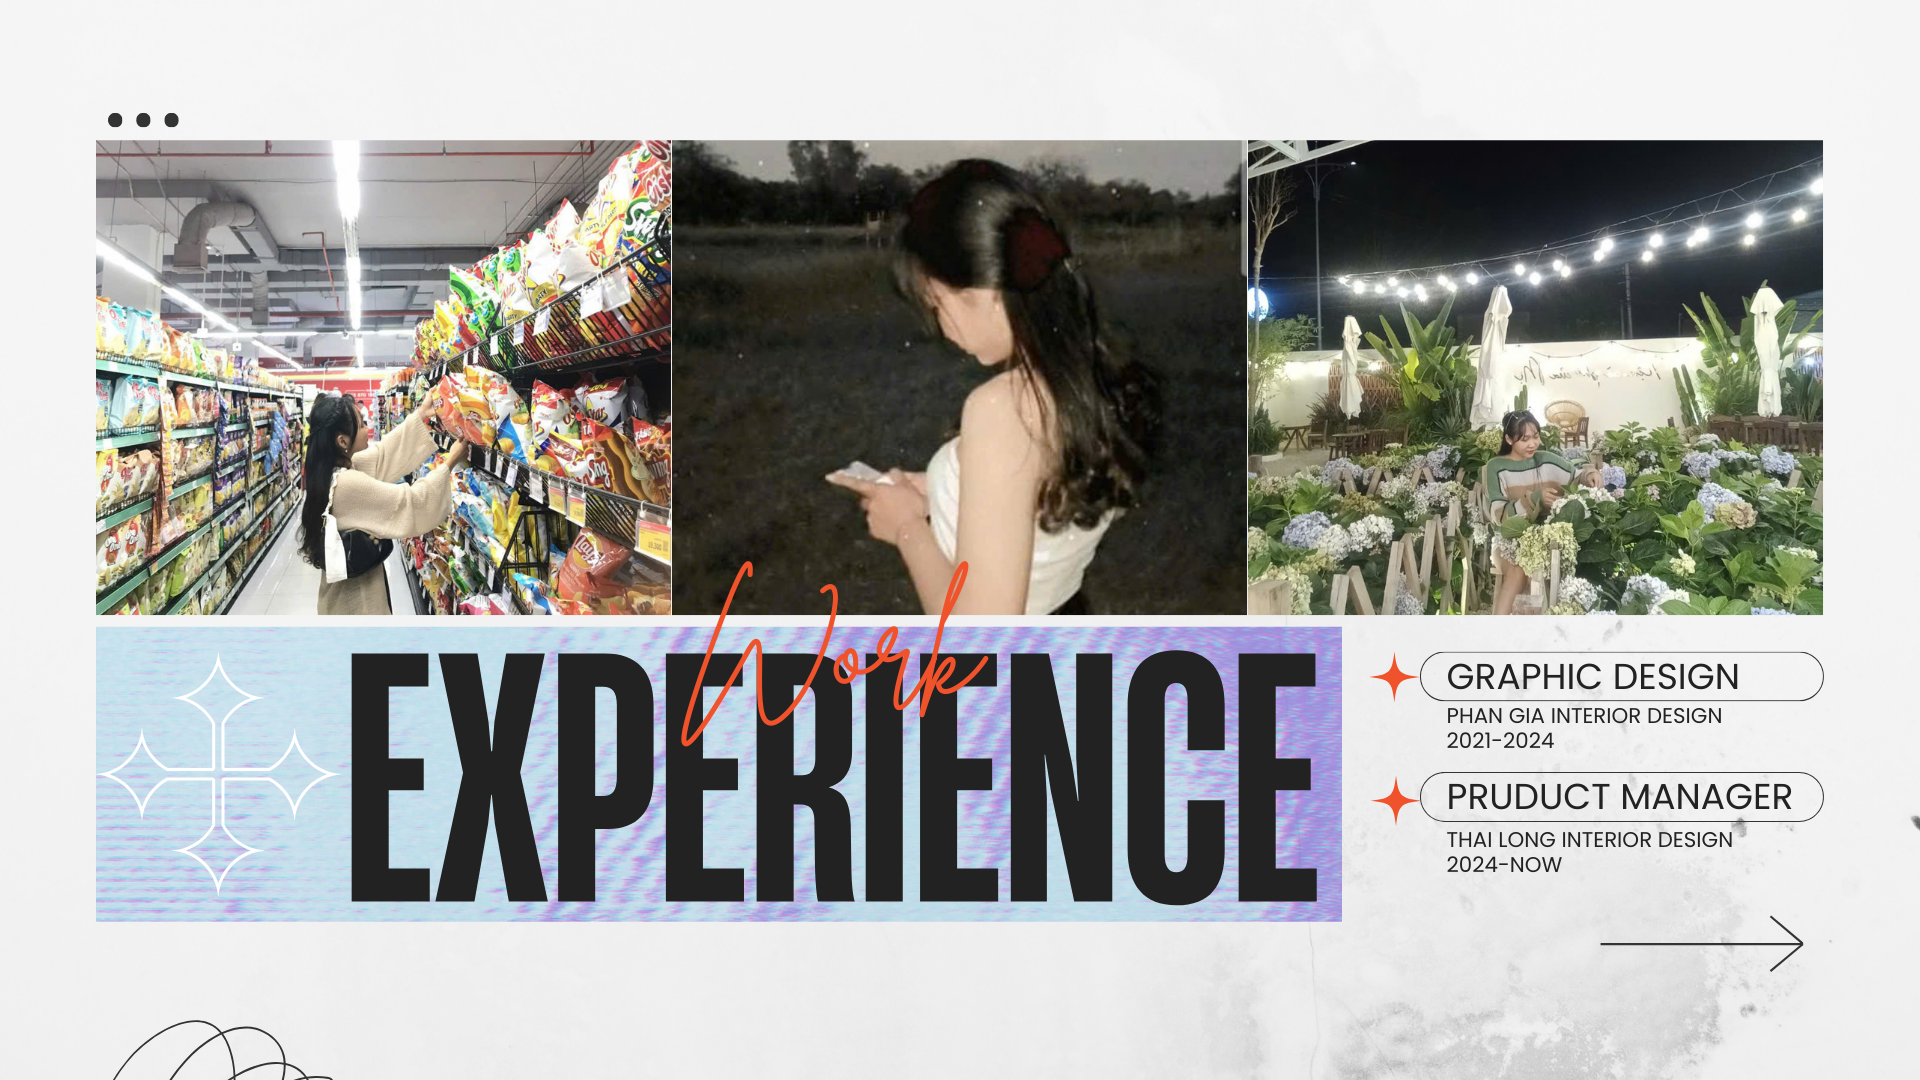 Work
EXPERIENCE
GRAPHIC DESIGN
PHAN GIA INTERIOR DESIGN
2021-2024
PRUDUCT MANAGER
THAI LONG INTERIOR DESIGN
2024-NOW